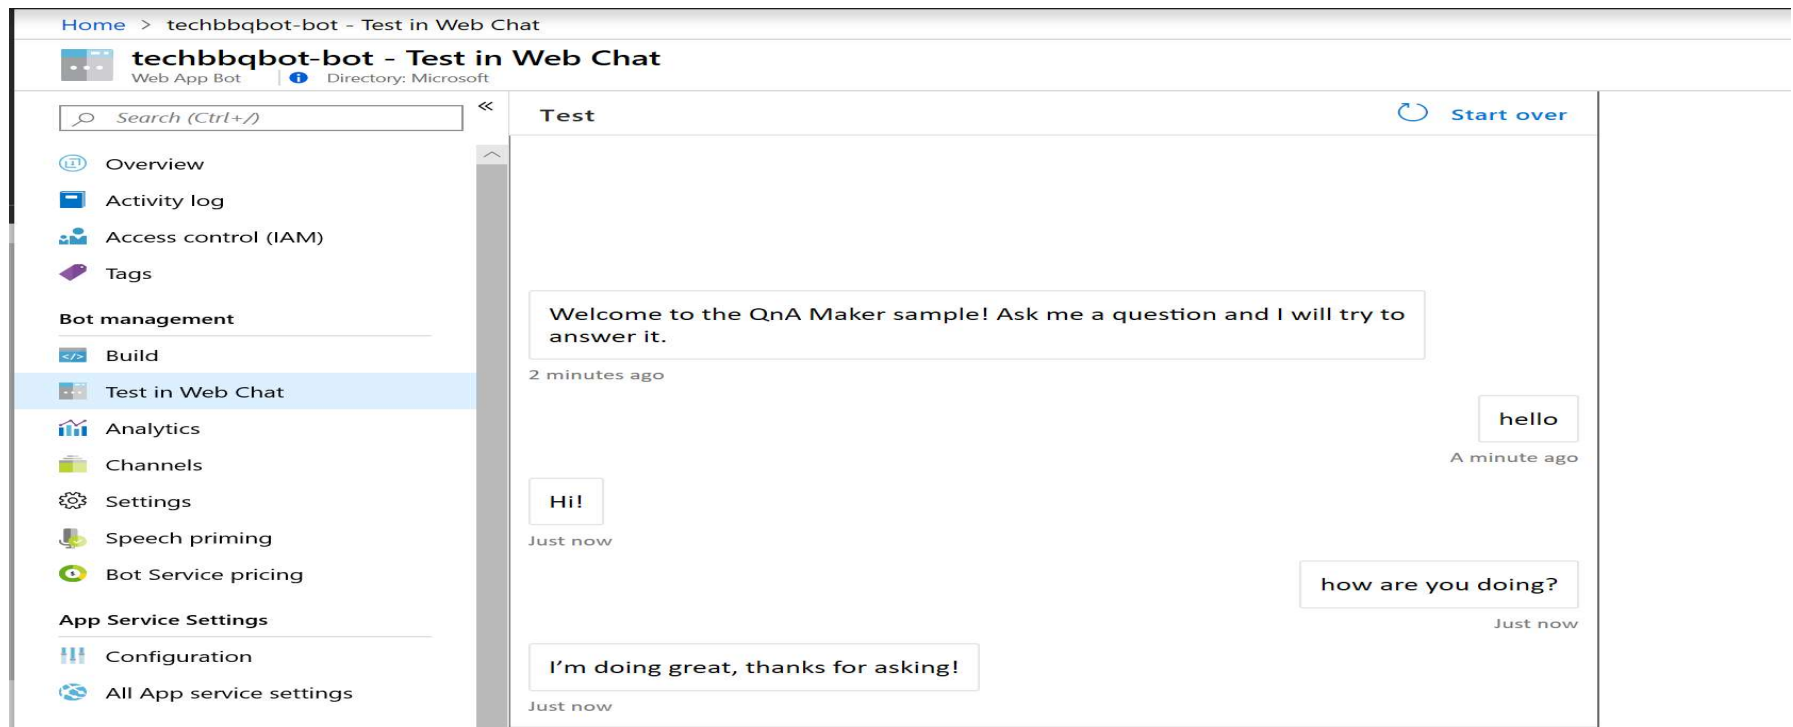 Home > techbbqbot-bot - Test in Web Chat
techbbqbot-bot - Test in Web Chat
Web App Bot
Directory: Microsoft
Search (Ctrl+/)
«
Overview
Activity log
Access control (IAM)
Tags
Bot management
Build
Test in Web Chat
Analytics
Channels
Settings
Speech priming
Bot Service pricing
App Service Settings
Configuration
All App service settings
Test
Start over
Welcome to the QnA Maker sample! Ask me a question and I will try to
answer it.
2 minutes ago
hello
A minute ago
Hi!
Just now
how are you doing?
Just now
I’m doing great, thanks for asking!
Just now